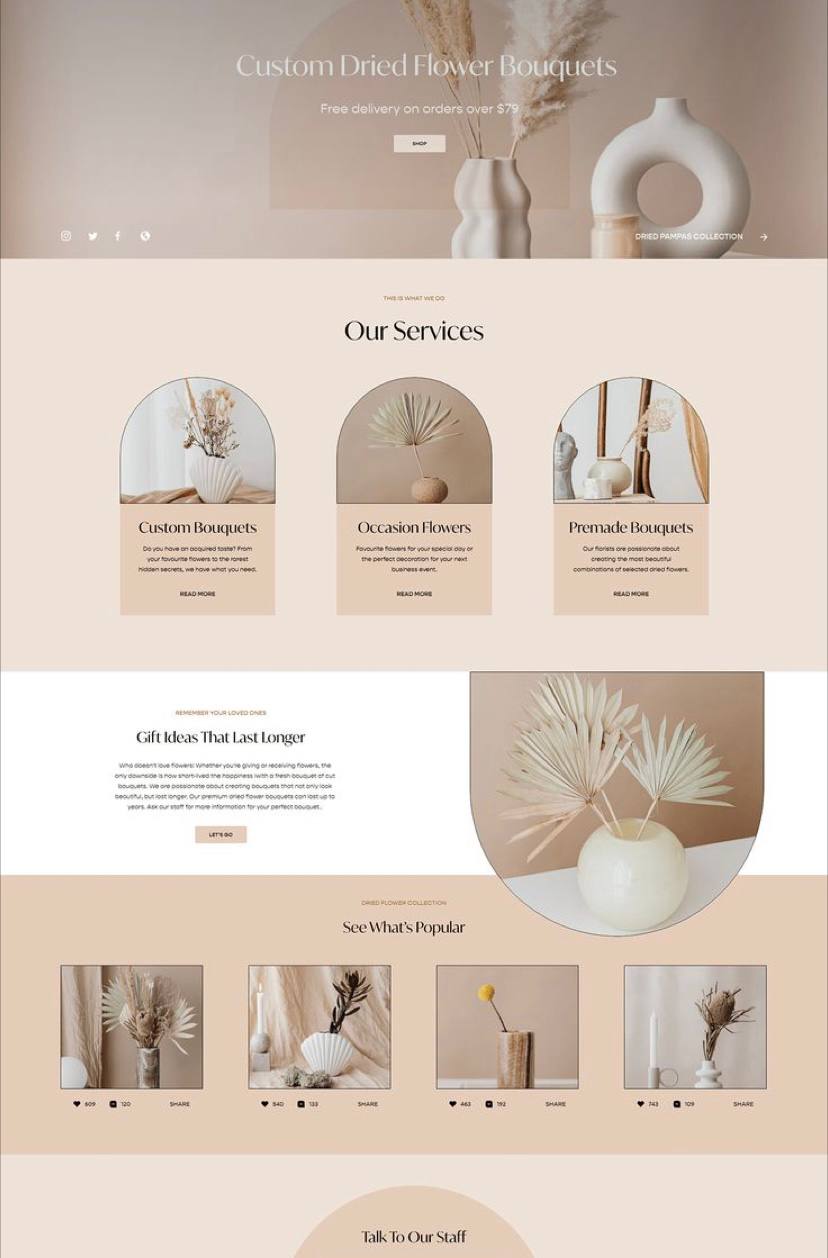 Custom Dried Flower Bouquets
Free delivery on orders over $79
SHOP
DRIED PAMPAS COLLECTION
THIS IS WHAT WE DO
Our Services
Custom Bouquets
Do you have an acquired taste? From
your favourite flowers to the rarest
hidden secrets, we have what you need.
READ MORE
Occasion Flowers
Favourite flowers for your special day or
the perfect decoration for your next
business event.
READ MORE
Premade Bouquets
Our florists are passionate about
creating the most beautiful
combinations of selected dried flowers.
READ MORE
REMEMBER YOUR LOVED ONES
Gift Ideas That Last Longer
Who doesn't love flowers! Whether you're giving or receiving flowers, the
only downside is how short-lived the happiness iwith a fresh bouquet of cut
bouquets. We are passionate about creating bouquets that not only look
beautiful, but last longer. Our premium dried flower bouquets can last up to
years. Ask our staff for more information for your perfect bouquet..
LET'S GO
DRIED FLOWER COLLECTION
See What's Popular
609 120 SHARE
540 133 SHARE
463 192 SHARE
743 109 SHARE
Talk To Our Staff